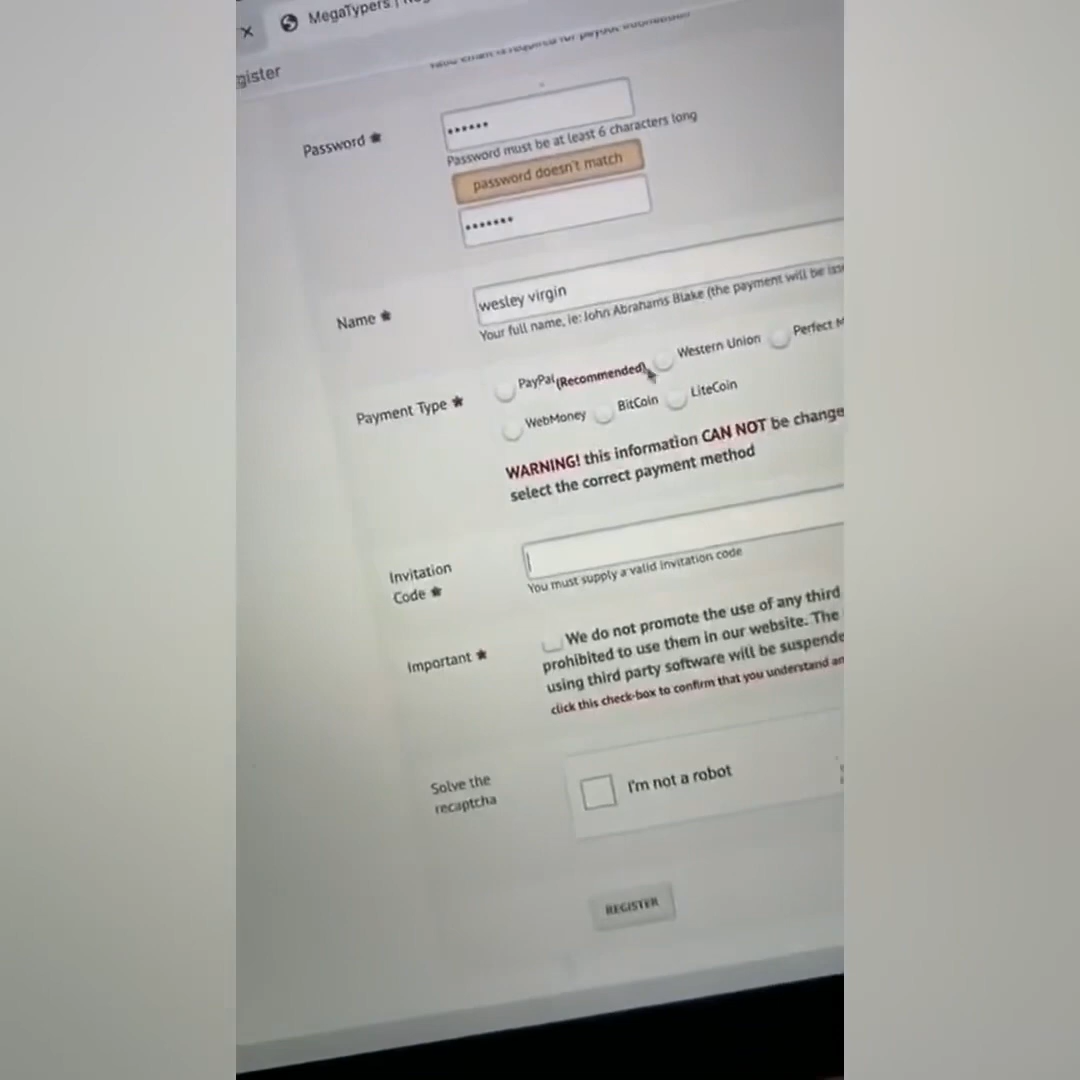 MegaTypers |
gister
Password *
••••••
Password must be at least 6 characters long
password doesn't match
•••••••
Name *
wesley virgin
Your full name, ie: John Abrahams Blake (the payment will be
Payment Type *
PayPal (Recommended)
Western Union
Perfect M
WebMoney
BitCoin
LiteCoin
WARNING! this information CAN NOT be change
select the correct payment method
Invitation
Code *
You must supply a valid invitation code
Important *
We do not promote the use of any third
prohibited to use them in our website. The
using third party software will be suspende
click this check-box to confirm that you understand an
Solve the
recaptcha
I'm not a robot
REGISTER